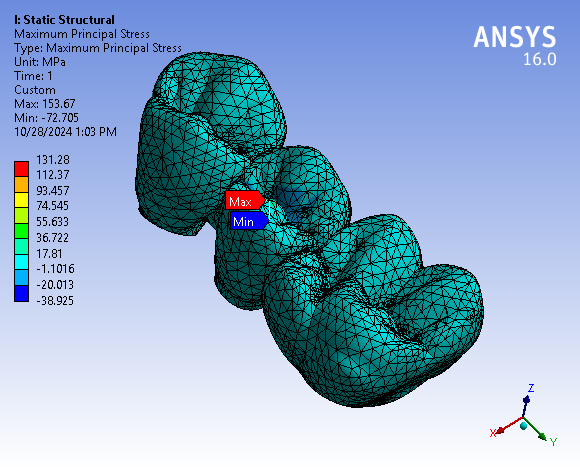 I: Static Structural
Maximum Principal Stress
Type: Maximum Principal Stress
Unit: MPa
Time: 1
Custom
Max: 153.67
Min: -72.705
10/28/2024 1:03 PM
ANSYS
16.0
131.28
112.37
93.457
74.545
55.633
36.722
17.81
-1.1016
-20.013
-38.925
Max
Min
Z
X
Y